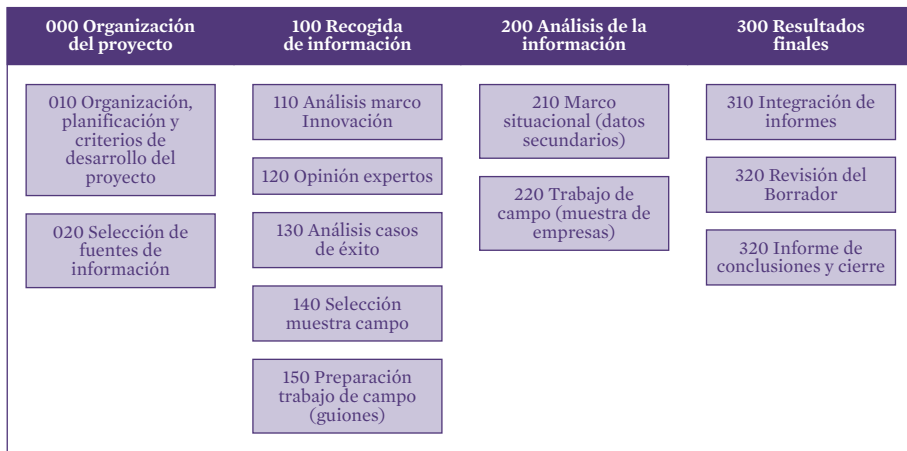 000 Organización
del proyecto
010 Organización,
planificación y
criterios de
desarrollo del
proyecto
020 Selección de
fuentes de
información
100 Recogida
de información
110 Análisis marco
Innovación
120 Opinión expertos
130 Análisis casos
de éxito
140 Selección
muestra campo
150 Preparación
trabajo de campo
(guiones)
200 Análisis de la
información
210 Marco
situacional (datos
secundarios)
220 Trabajo de
campo (muestra de
empresas)
300 Resultados
finales
310 Integración de
informes
320 Revisión del
Borrador
320 Informe de
conclusiones y cierre